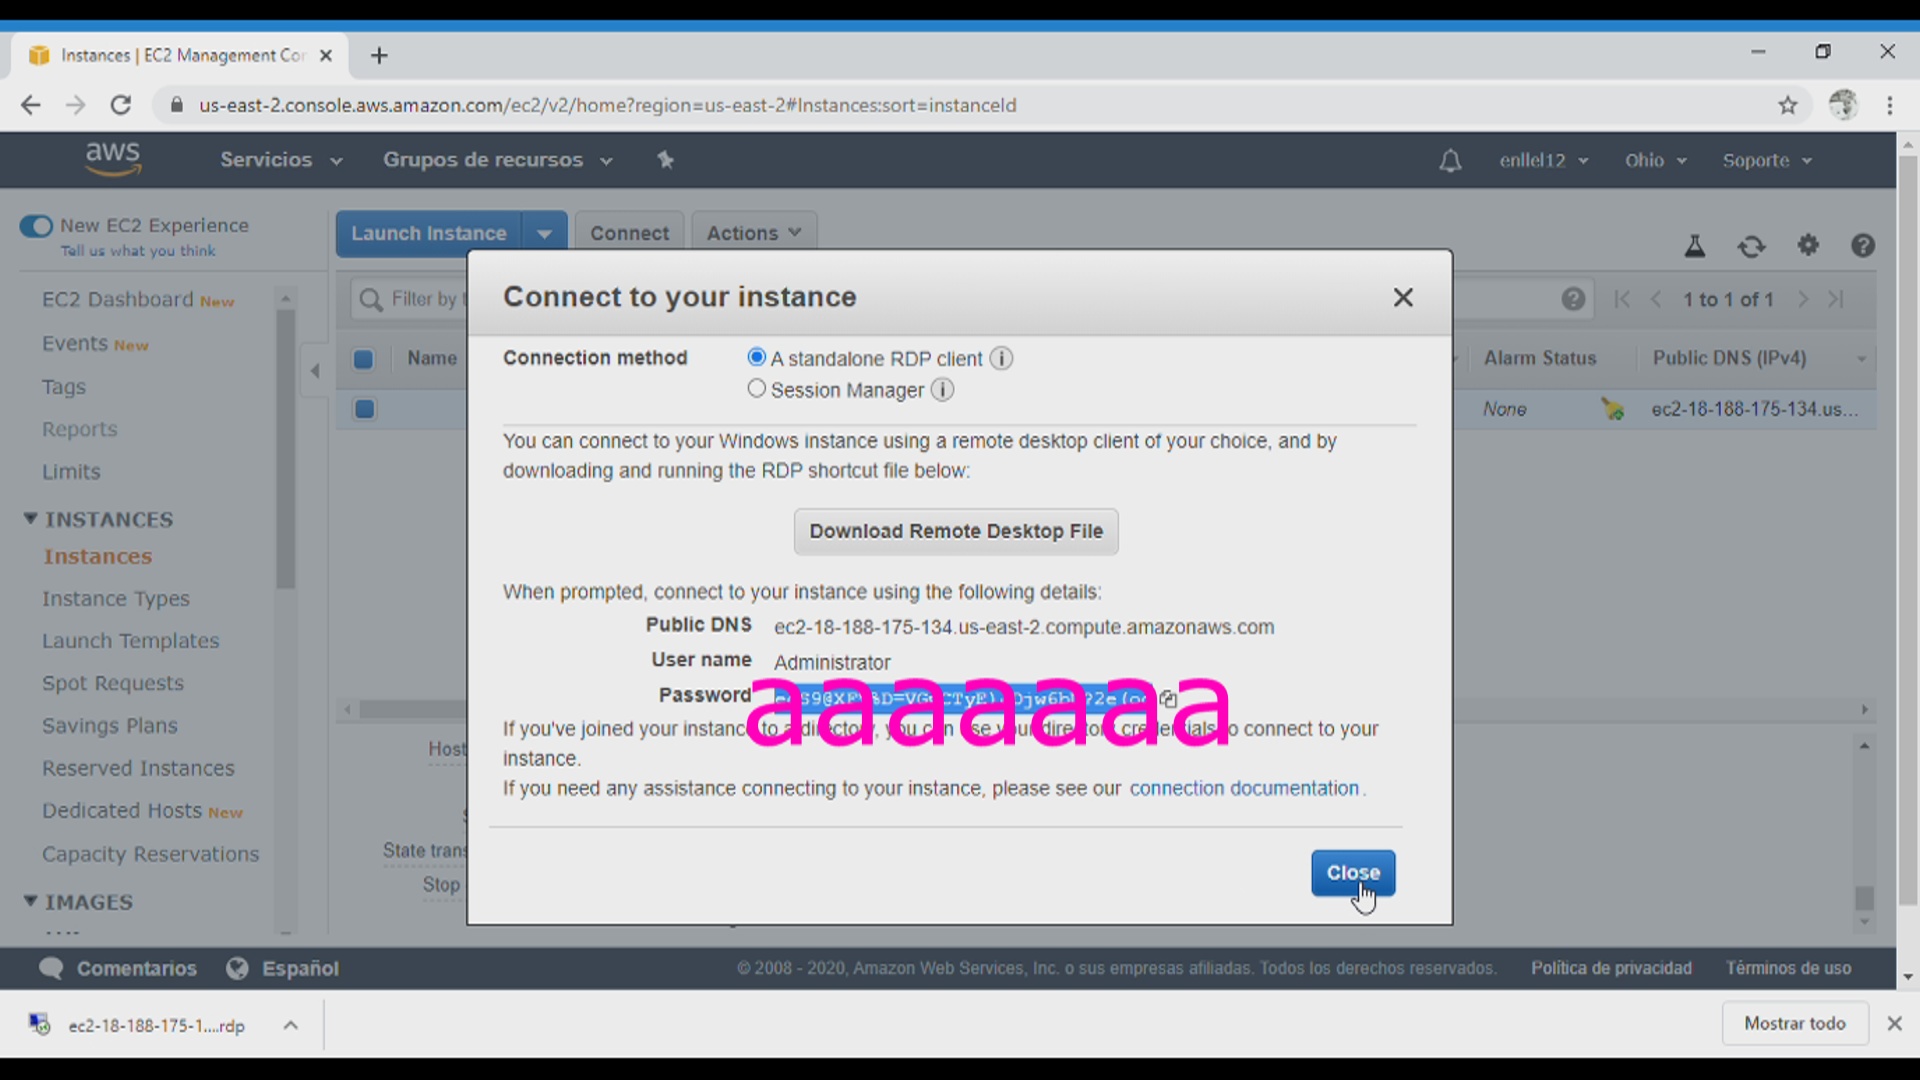 Instances | EC2 Management Con
us-east-2.console.aws.amazon.com/ec2/v2/home?region=us-east-2#Instances:sort=instanceId
aws
Servicios
Grupos de recursos
enllel12
Ohio
Soporte
New EC2 Experience
Tell us what you think
Launch Instance
Connect
Actions
EC2 Dashboard New
Events New
Tags
Reports
Limits
INSTANCES
Instances
Instance Types
Launch Templates
Spot Requests
Savings Plans
Reserved Instances
Dedicated Hosts New
Capacity Reservations
IMAGES
Filter by
1 to 1 of 1
Name
Alarm Status
Public DNS (IPv4)
None
ec2-18-188-175-134.us...
Connect to your instance
Connection method
A standalone RDP client
Session Manager
You can connect to your Windows instance using a remote desktop client of your choice, and by
downloading and running the RDP shortcut file below:
Download Remote Desktop File
When prompted, connect to your instance using the following details:
Public DNS ec2-18-188-175-134.us-east-2.compute.amazonaws.com
User name Administrator
Password
aaaaaaa
If you've joined your to connect to your
instance.
If you need any assistance connecting to your instance, please see our connection documentation.
Close
Host
State trans
Stop
Comentarios
Español
© 2008 - 2020, Amazon Web Services, Inc. o sus empresas afiliadas. Todos los derechos reservados.
Política de privacidad
Términos de uso
ec2-18-188-175-1....rdp
Mostrar todo